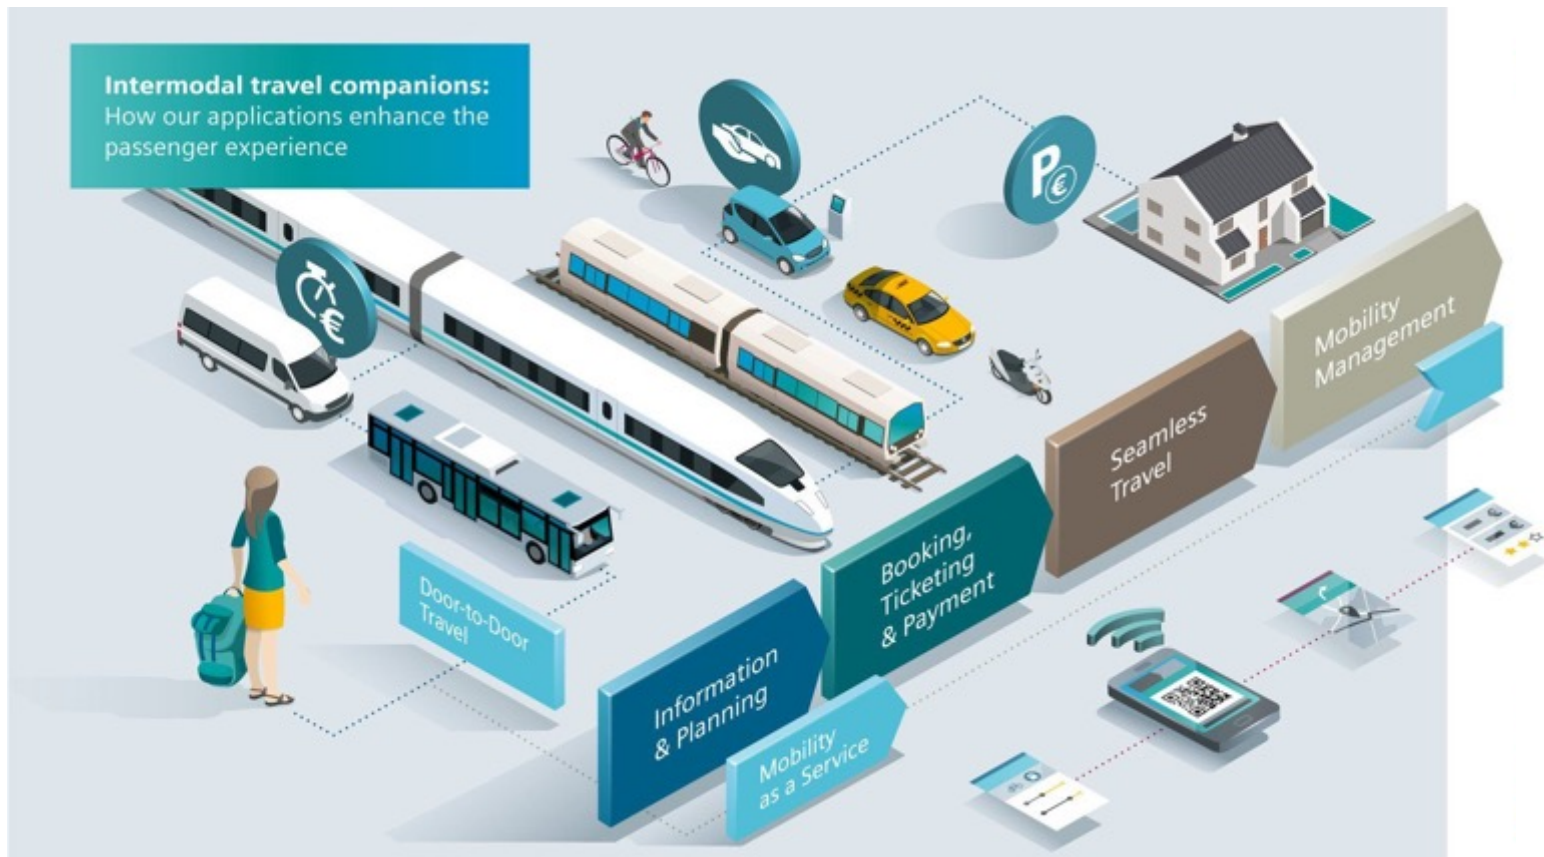 Intermodal travel companions:
How our applications enhance the
passenger experience
P
€
€
Mobility
Management
Seamless
Travel
Booking,
Ticketing
& Payment
Door-to-Door
Travel
Information
& Planning
Mobility
as a Service